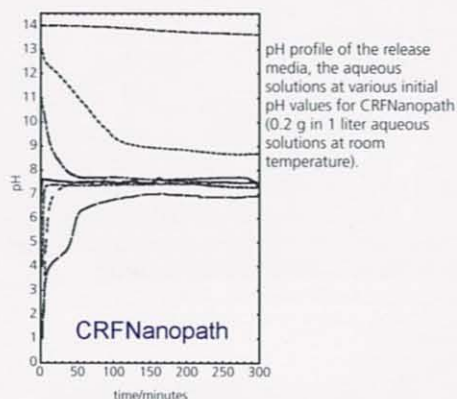 14
13
12
11
10
9
8
7
6
5
4
3
2
1
0
pH
0 50 100 150 200 250 300
time/minutes
CRFNanopath
pH profile of the release
media, the aqueous
solutions at various initial
pH values for CRFNanopath
(0.2 g in 1 liter aqueous
solutions at room
temperature).